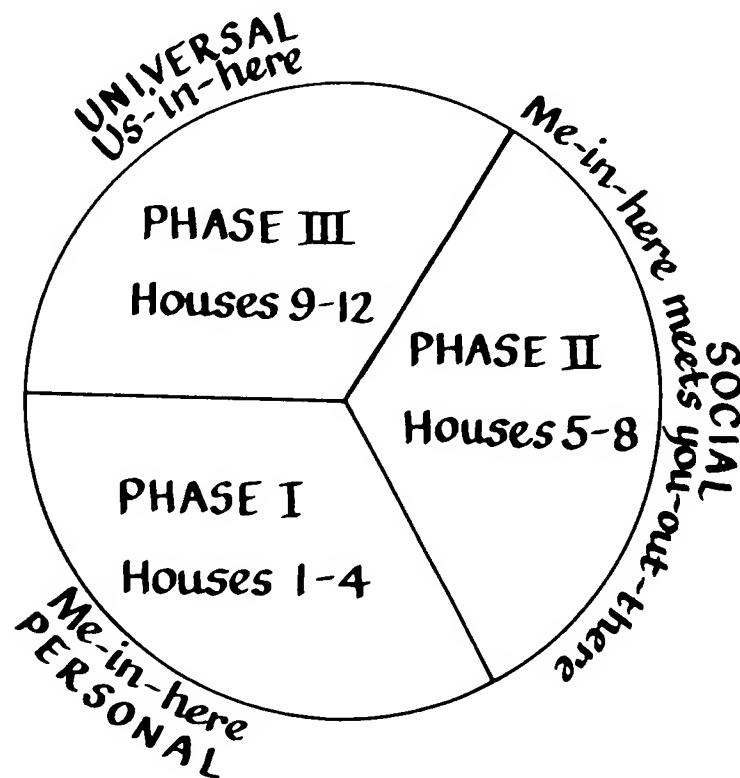 UNIVERSAL
Us-in-here
PHASE III
Houses 9-12
Me-in-here meets you-out-there
SOCIAL
PHASE II
Houses 5-8
PHASE I
Houses 1-4
Me-in-here
PERSONAL